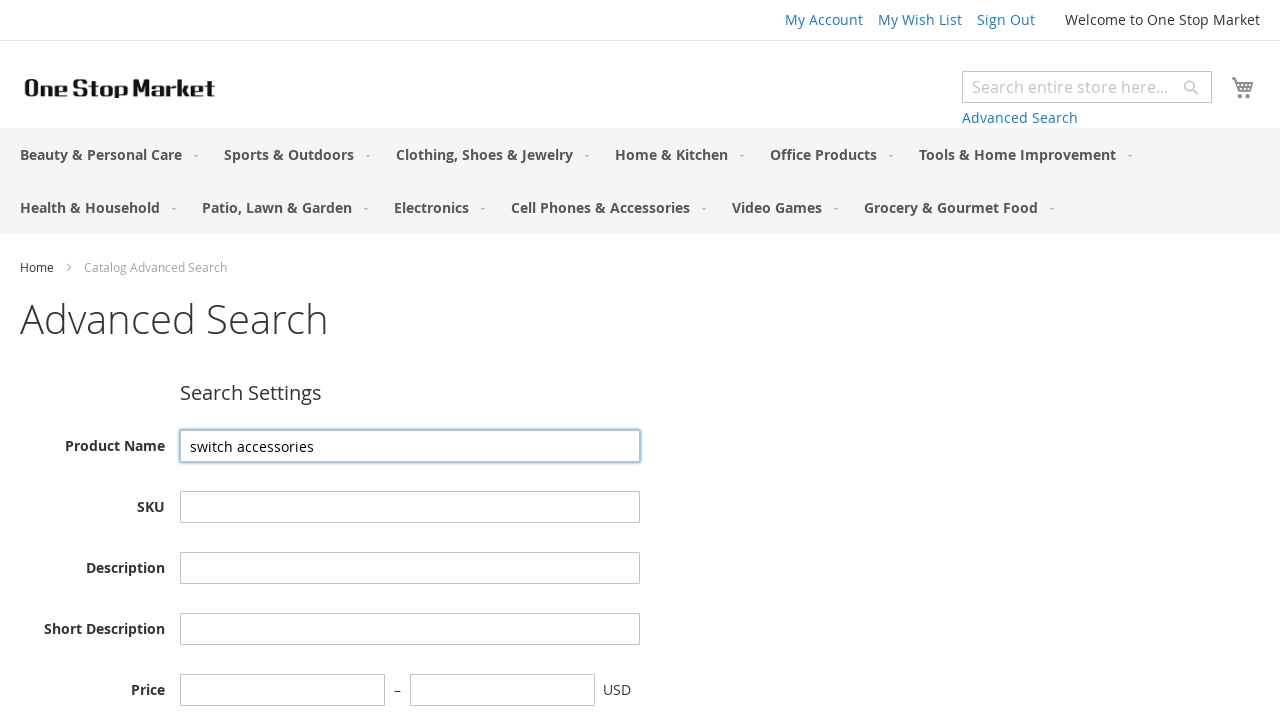 My Account My Wish List Sign Out Welcome to One Stop Market
One Stop Market
Search entire store here...
Advanced Search
Beauty & Personal Care Sports & Outdoors Clothing, Shoes & Jewelry Home & Kitchen Office Products Tools & Home Improvement
Health & Household Patio, Lawn & Garden Electronics Cell Phones & Accessories Video Games Grocery & Gourmet Food
Home Catalog Advanced Search
Advanced Search
Search Settings
Product Name switch accessories
SKU
Description
Short Description
Price – USD